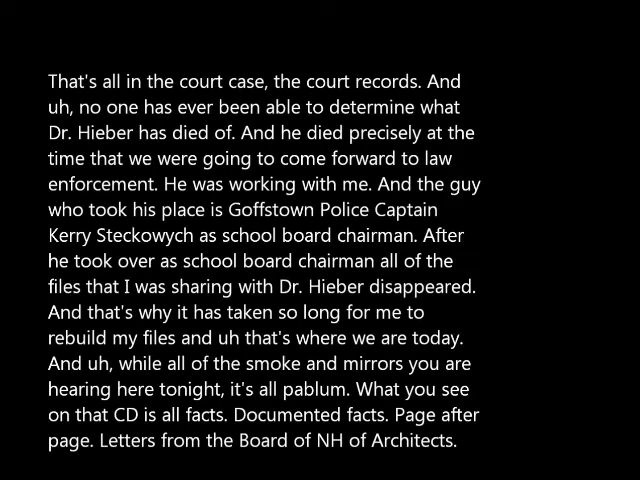 That's all in the court case, the court records. And
uh, no one has ever been able to determine what
Dr. Hieber has died of. And he died precisely at the
time that we were going to come forward to law
enforcement. He was working with me. And the guy
who took his place is Goffstown Police Captain
Kerry Steckowych as school board chairman. After
he took over as school board chairman all of the
files that I was sharing with Dr. Hieber disappeared.
And that's why it has taken so long for me to
rebuild my files and uh that's where we are today.
And uh, while all of the smoke and mirrors you are
hearing here tonight, it's all pablum. What you see
on that CD is all facts. Documented facts. Page after
page. Letters from the Board of NH of Architects.